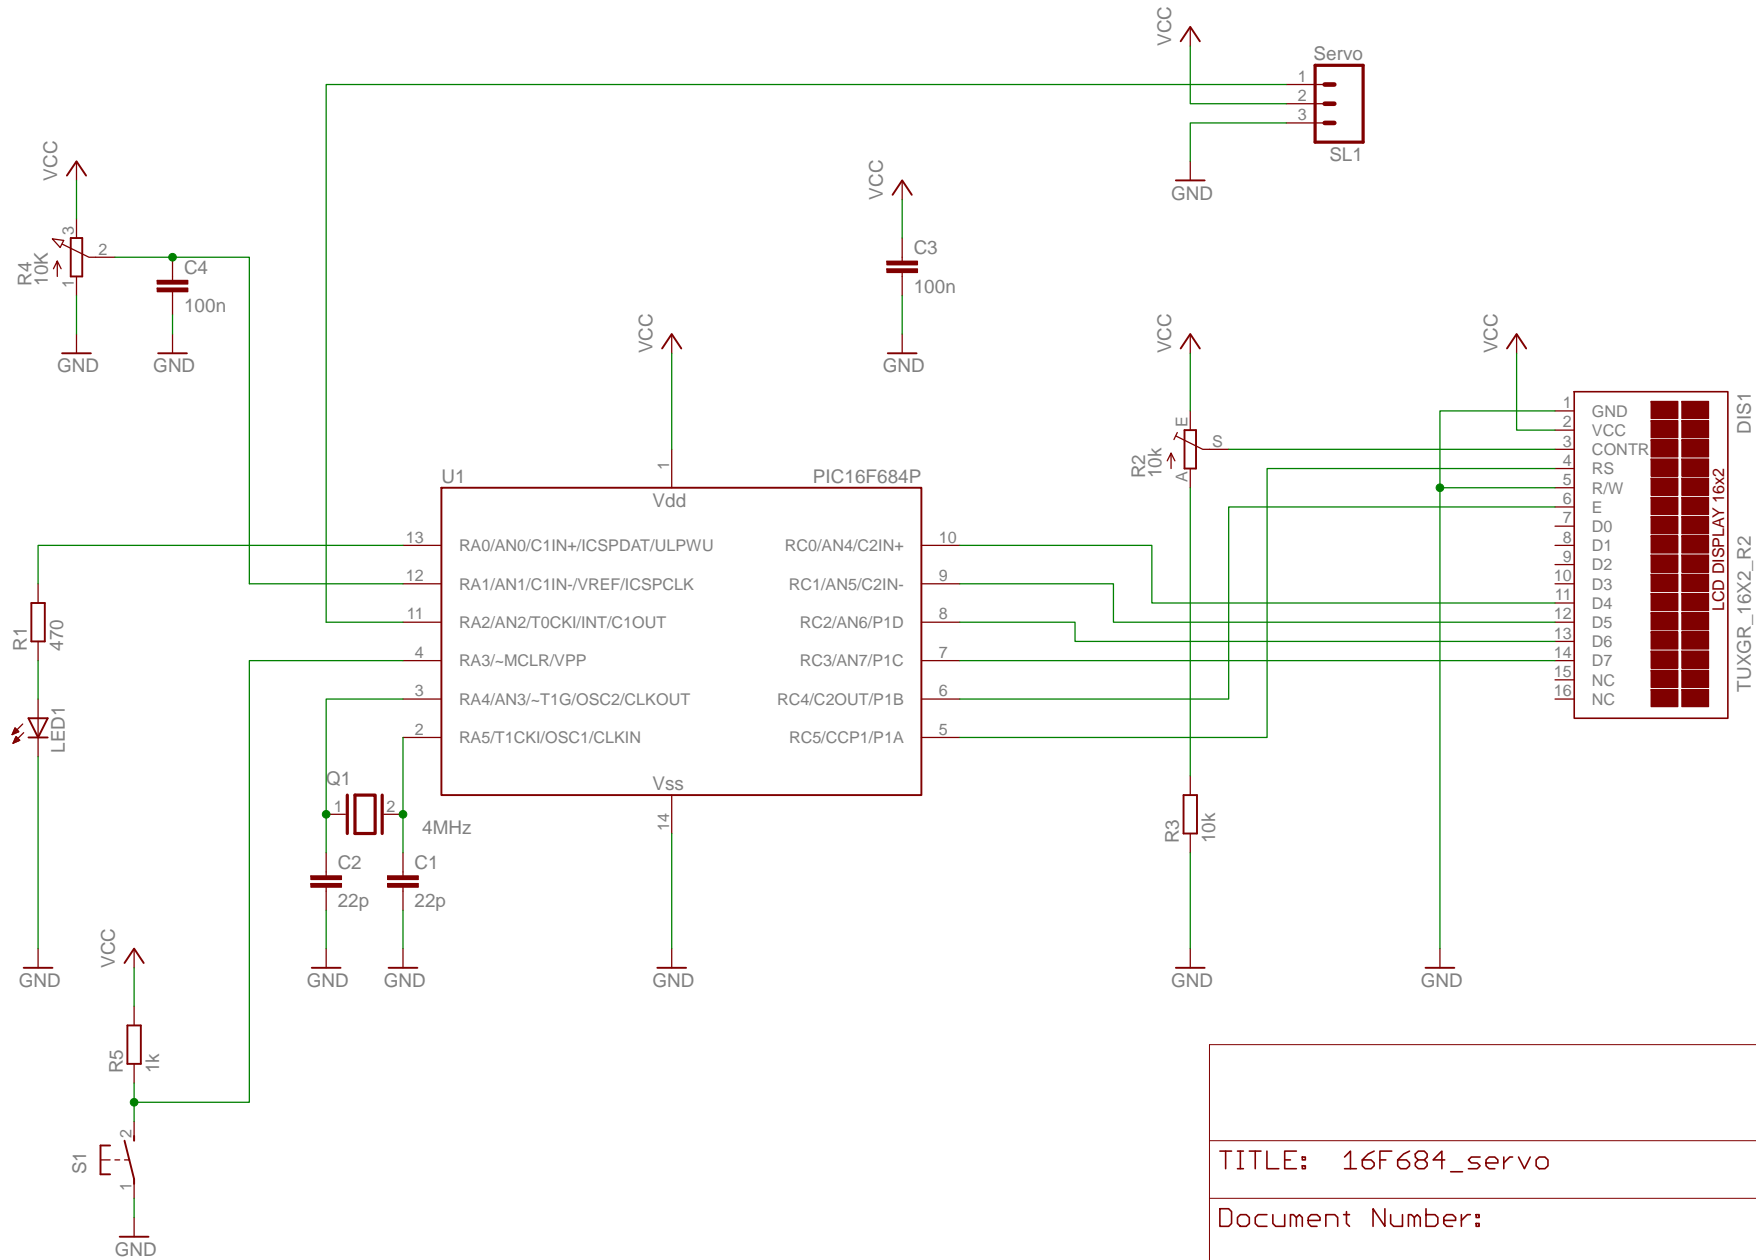 VCC
Servo
1
2
3
SL1
GND
VCC
3
2
R4
10K
1
C4
100n
GND
GND
VCC
C3
100n
GND
VCC
VCC
E
S
R2
10k
A
VCC
DIS1
1 GND
2 VCC
3 CONTR
4 RS
5 R/W
6 E
7 D0
8 D1
9 D2
10 D3
11 D4
12 D5
13 D6
14 D7
15 NC
16 NC
LCD DISPLAY 16x2
TUXGR_16X2_R2
U1
PIC16F684P
1
Vdd
13 RA0/AN0/C1IN+/ICSPDAT/ULPWU
RC0/AN4/C2IN+ 10
12 RA1/AN1/C1IN-/VREF/ICSPCLK
RC1/AN5/C2IN- 9
11 RA2/AN2/T0CKI/INT/C1OUT
RC2/AN6/P1D 8
4 RA3/~MCLR/VPP
RC3/AN7/P1C 7
3 RA4/AN3/~T1G/OSC2/CLKOUT
RC4/C2OUT/P1B 6
2 RA5/T1CKI/OSC1/CLKIN
RC5/CCP1/P1A 5
Vss
14
GND
R1
470
LED1
GND
Q1
1
2
4MHz
C2
22p
C1
22p
GND
GND
R3
10k
GND
GND
VCC
R5
1k
2
S1
1
GND
TITLE: 16F684_servo
Document Number: